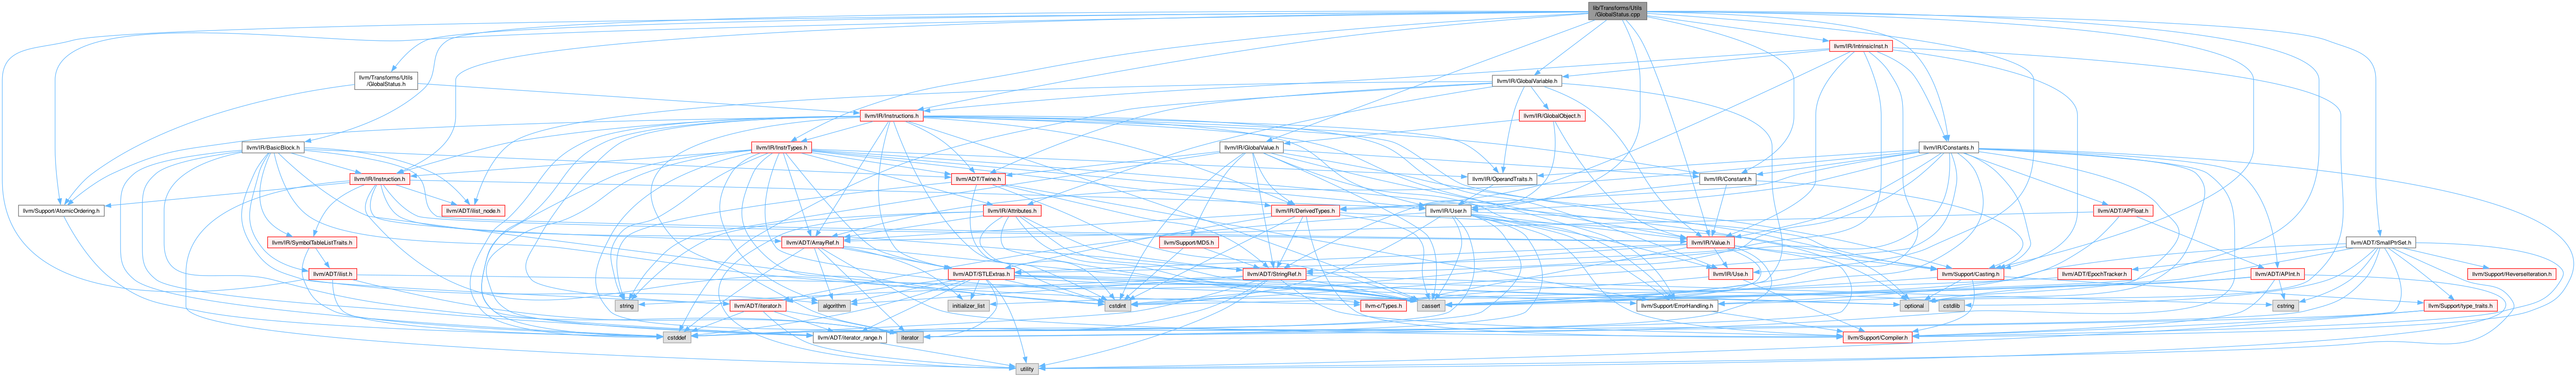 lib/Transforms/Utils
/GlobalStatus.cpp
llvm/IR/IntrinsicInst.h
llvm/Transforms/Utils
/GlobalStatus.h
llvm/IR/GlobalVariable.h
llvm/IR/Instructions.h
llvm/IR/GlobalObject.h
llvm/IR/BasicBlock.h
llvm/IR/InstrTypes.h
llvm/IR/GlobalValue.h
llvm/IR/Constants.h
llvm/IR/Instruction.h
llvm/ADT/Twine.h
llvm/IR/OperandTraits.h
llvm/IR/Constant.h
llvm/Support/AtomicOrdering.h
llvm/ADT/ilist_node.h
llvm/IR/Attributes.h
llvm/IR/DerivedTypes.h
llvm/IR/User.h
llvm/ADT/APFloat.h
llvm/IR/SymbolTableListTraits.h
llvm/ADT/ArrayRef.h
llvm/Support/MD5.h
llvm/IR/Value.h
llvm/ADT/SmallPtrSet.h
llvm/ADT/ilist.h
llvm/ADT/STLExtras.h
llvm/ADT/StringRef.h
llvm/IR/Use.h
llvm/Support/Casting.h
llvm/ADT/EpochTracker.h
llvm/ADT/APInt.h
llvm/Support/ReverseIteration.h
string
llvm/ADT/iterator.h
algorithm
initializer_list
cstdint
llvm-c/Types.h
cassert
llvm/Support/ErrorHandling.h
optional
cstdlib
cstring
llvm/Support/type_traits.h
cstddef
llvm/ADT/iterator_range.h
iterator
llvm/Support/Compiler.h
utility